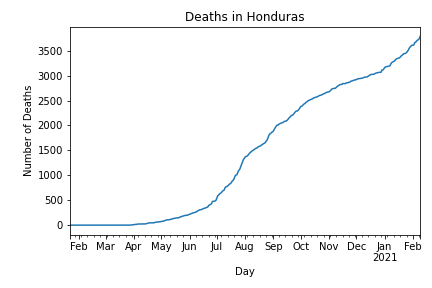 Deaths in Honduras
Number of Deaths
3500
3000
2500
2000
1500
1000
500
0
Feb Mar Apr May Jun Jul Aug Sep Oct Nov Dec Jan Feb
2021
Day